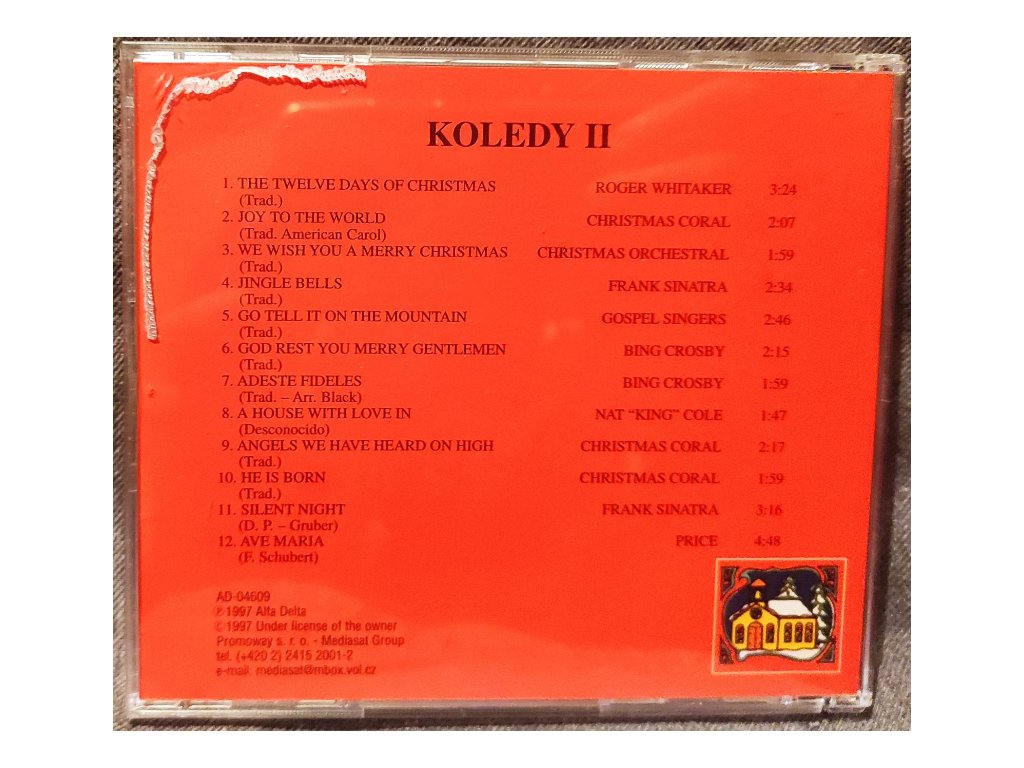 KOLEDY II
1. THE TWELVE DAYS OF CHRISTMAS ROGER WHITAKER 3:24
(Trad.)
2. JOY TO THE WORLD CHRISTMAS CORAL 2:07
(Trad. American Carol)
3. WE WISH YOU A MERRY CHRISTMAS CHRISTMAS ORCHESTRAL 1:59
(Trad.)
4. JINGLE BELLS FRANK SINATRA 2:34
(Trad.)
5. GO TELL IT ON THE MOUNTAIN GOSPEL SINGERS 2:46
(Trad.)
6. GOD REST YOU MERRY GENTLEMEN BING CROSBY 2:15
(Trad.)
7. ADESTE FIDELES BING CROSBY 1:59
(Trad. – Arr. Black)
8. A HOUSE WITH LOVE IN NAT “KING” COLE 1:47
(Desconocido)
9. ANGELS WE HAVE HEARD ON HIGH CHRISTMAS CORAL 2:17
(Trad.)
10. HE IS BORN CHRISTMAS CORAL 1:59
(Trad.)
11. SILENT NIGHT FRANK SINATRA 3:16
(D. P. – Gruber)
12. AVE MARIA PRICE 4:48
(F. Schubert)
AD-04609
℗ 1997 Alfa Delta
© 1997 Under license of the owner
Promoway s. r. o. - Mediasat Group
tel. (+420 2) 2415 2001-2
e-mail: mediasat@mbox.vol.cz